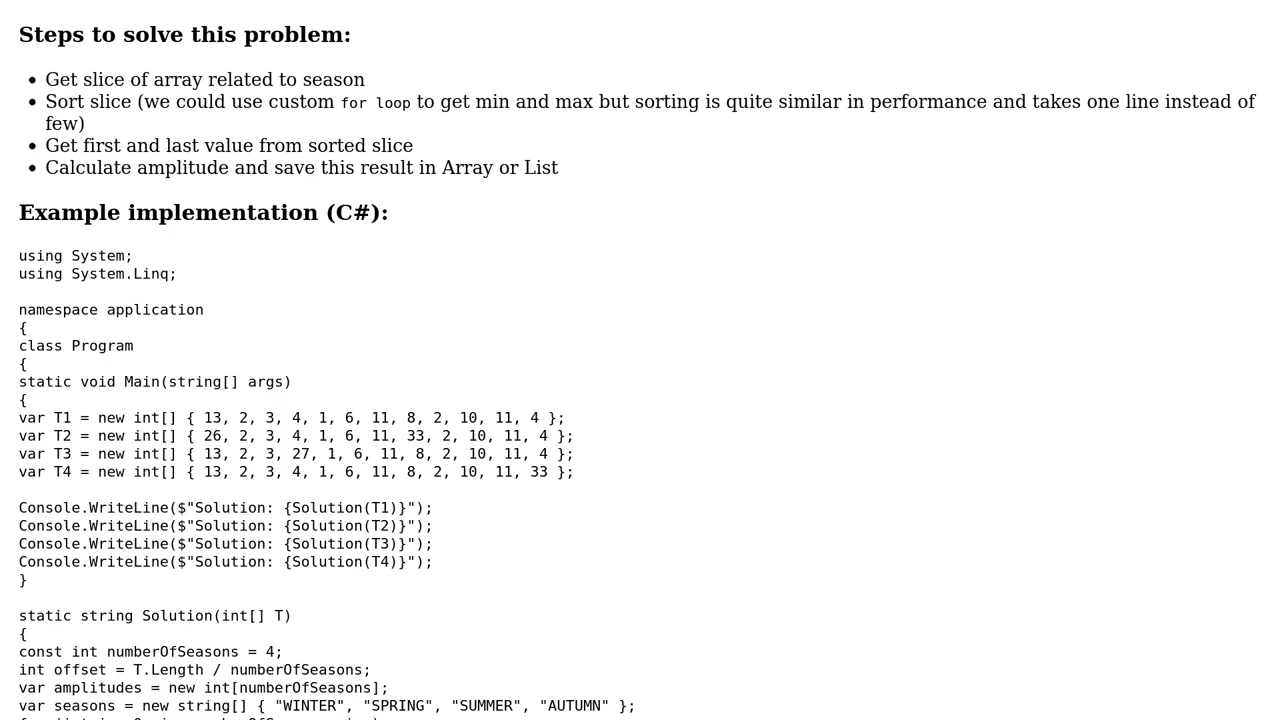 Steps to solve this problem:
Get slice of array related to season
Sort slice (we could use custom for loop to get min and max but sorting is quite similar in performance and takes one line instead of
few)
Get first and last value from sorted slice
Calculate amplitude and save this result in Array or List
Example implementation (C#):
using System;
using System.Linq;
namespace application
{
class Program
{
static void Main(string[] args)
{
var T1 = new int[] { 13, 2, 3, 4, 1, 6, 11, 8, 2, 10, 11, 4 };
var T2 = new int[] { 26, 2, 3, 4, 1, 6, 11, 33, 2, 10, 11, 4 };
var T3 = new int[] { 13, 2, 3, 27, 1, 6, 11, 8, 2, 10, 11, 4 };
var T4 = new int[] { 13, 2, 3, 4, 1, 6, 11, 8, 2, 10, 11, 33 };
Console.WriteLine($"Solution: {Solution(T1)}");
Console.WriteLine($"Solution: {Solution(T2)}");
Console.WriteLine($"Solution: {Solution(T3)}");
Console.WriteLine($"Solution: {Solution(T4)}");
}
static string Solution(int[] T)
{
const int numberOfSeasons = 4;
int offset = T.Length / numberOfSeasons;
var amplitudes = new int[numberOfSeasons];
var seasons = new string[] { "WINTER", "SPRING", "SUMMER", "AUTUMN" };